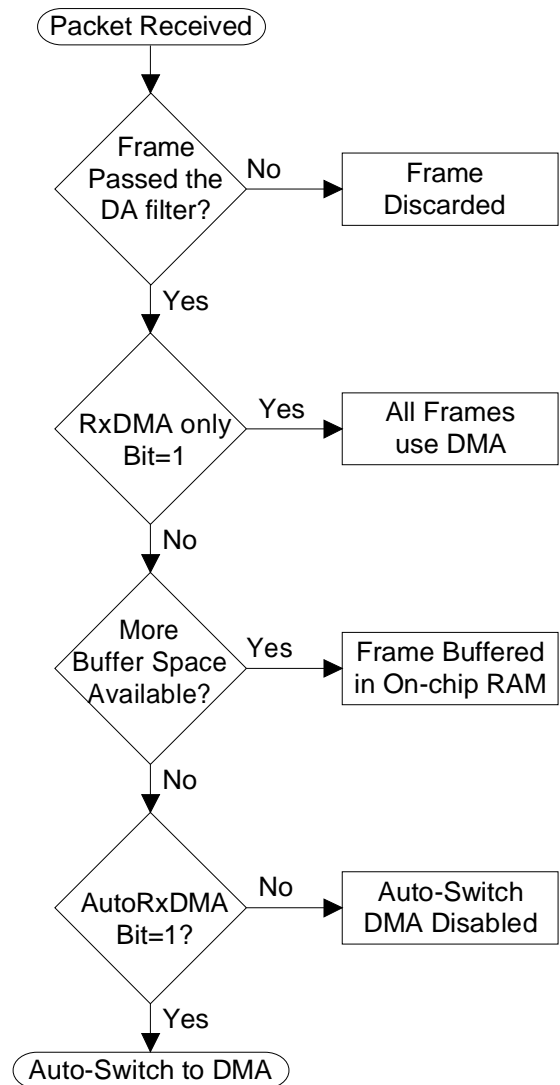 Packet Received
Frame
Passed the
DA filter?
No
Frame
Discarded
Yes
RxDMA only
Bit=1
Yes
All Frames
use DMA
No
More
Buffer Space
Available?
Yes
Frame Buffered
in On-chip RAM
No
AutoRxDMA
Bit=1?
No
Auto-Switch
DMA Disabled
Yes
Auto-Switch to DMA